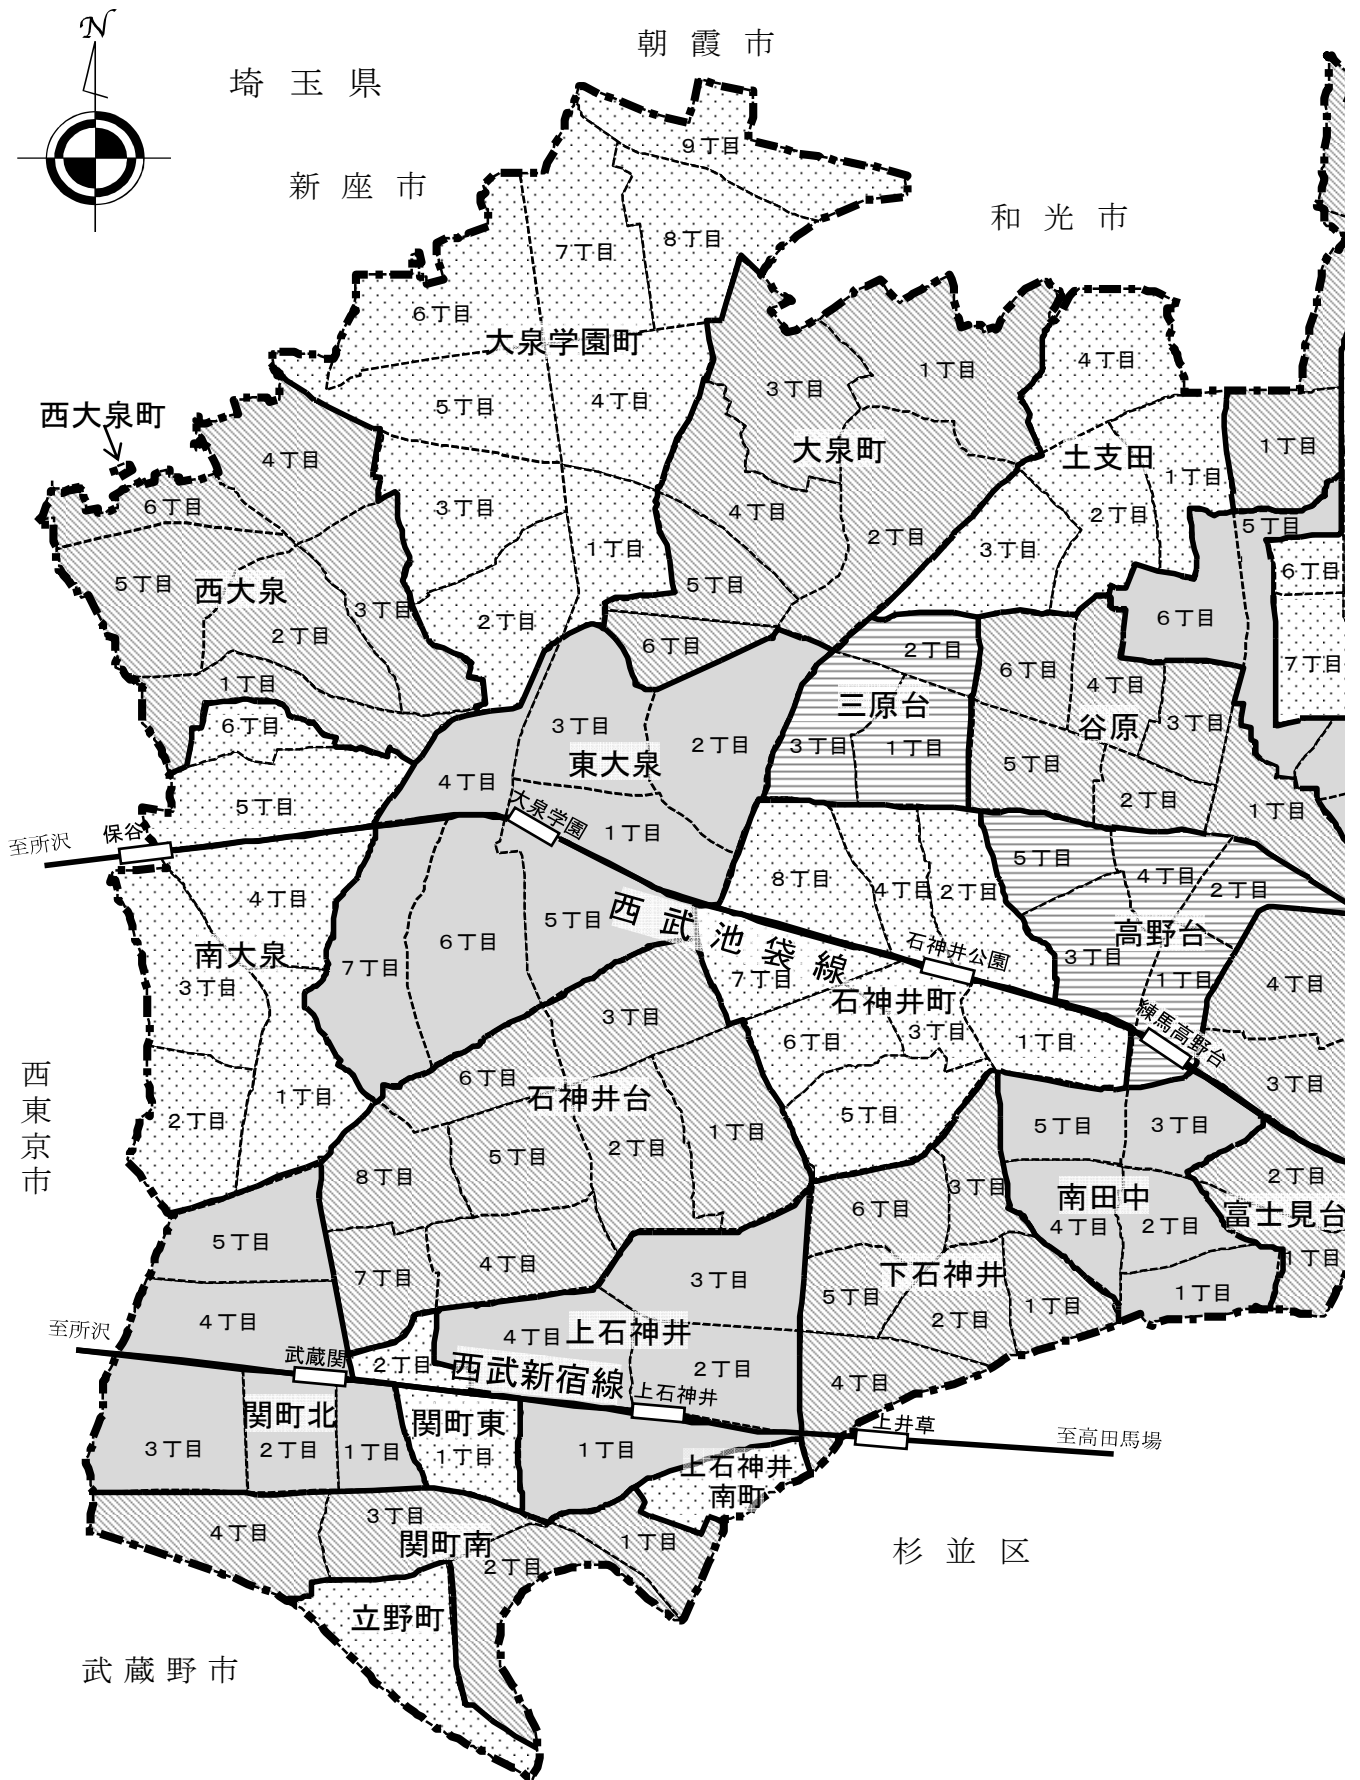 N
朝霞市
埼玉県
9丁目
新座市
和光市
7丁目
8丁目
6丁目
大泉学園町
4丁目
3丁目
1丁目
5丁目
4丁目
西大泉町
大泉町
土支田
1丁目
4丁目
1丁目
6丁目
3丁目
4丁目
2丁目
5丁目
1丁目
2丁目
3丁目
6丁目
5丁目
西大泉
3丁目
5丁目
2丁目
2丁目
6丁目
6丁目
2丁目
7丁目
1丁目
6丁目
4丁目
三原台
6丁目
3丁目
谷原
3丁目
2丁目
3丁目
1丁目
東大泉
5丁目
4丁目
2丁目
5丁目
大泉学園
1丁目
1丁目
保谷
至所沢
5丁目
4丁目
2丁目
8丁目
4丁目
2丁目
4丁目
5丁目
西武池袋線
高野台
6丁目
石神井公園
南大泉
7丁目
3丁目
7丁目
3丁目
1丁目
4丁目
石神井町
3丁目
練馬高野台
6丁目
3丁目
1丁目
西東京市
6丁目
3丁目
1丁目
石神井台
5丁目
2丁目
1丁目
5丁目
3丁目
5丁目
2丁目
8丁目
2丁目
3丁目
南田中
6丁目
富士見台
4丁目
2丁目
5丁目
4丁目
7丁目
3丁目
下石神井
1丁目
5丁目
1丁目
1丁目
2丁目
4丁目
至所沢
4丁目
上石神井
武蔵関
2丁目
西武新宿線
2丁目
4丁目
上石神井
関町北
関町東
上井草
至高田馬場
3丁目
2丁目
1丁目
1丁目
1丁目
上石神井
南町
3丁目
4丁目
関町南
1丁目
2丁目
杉並区
立野町
武蔵野市